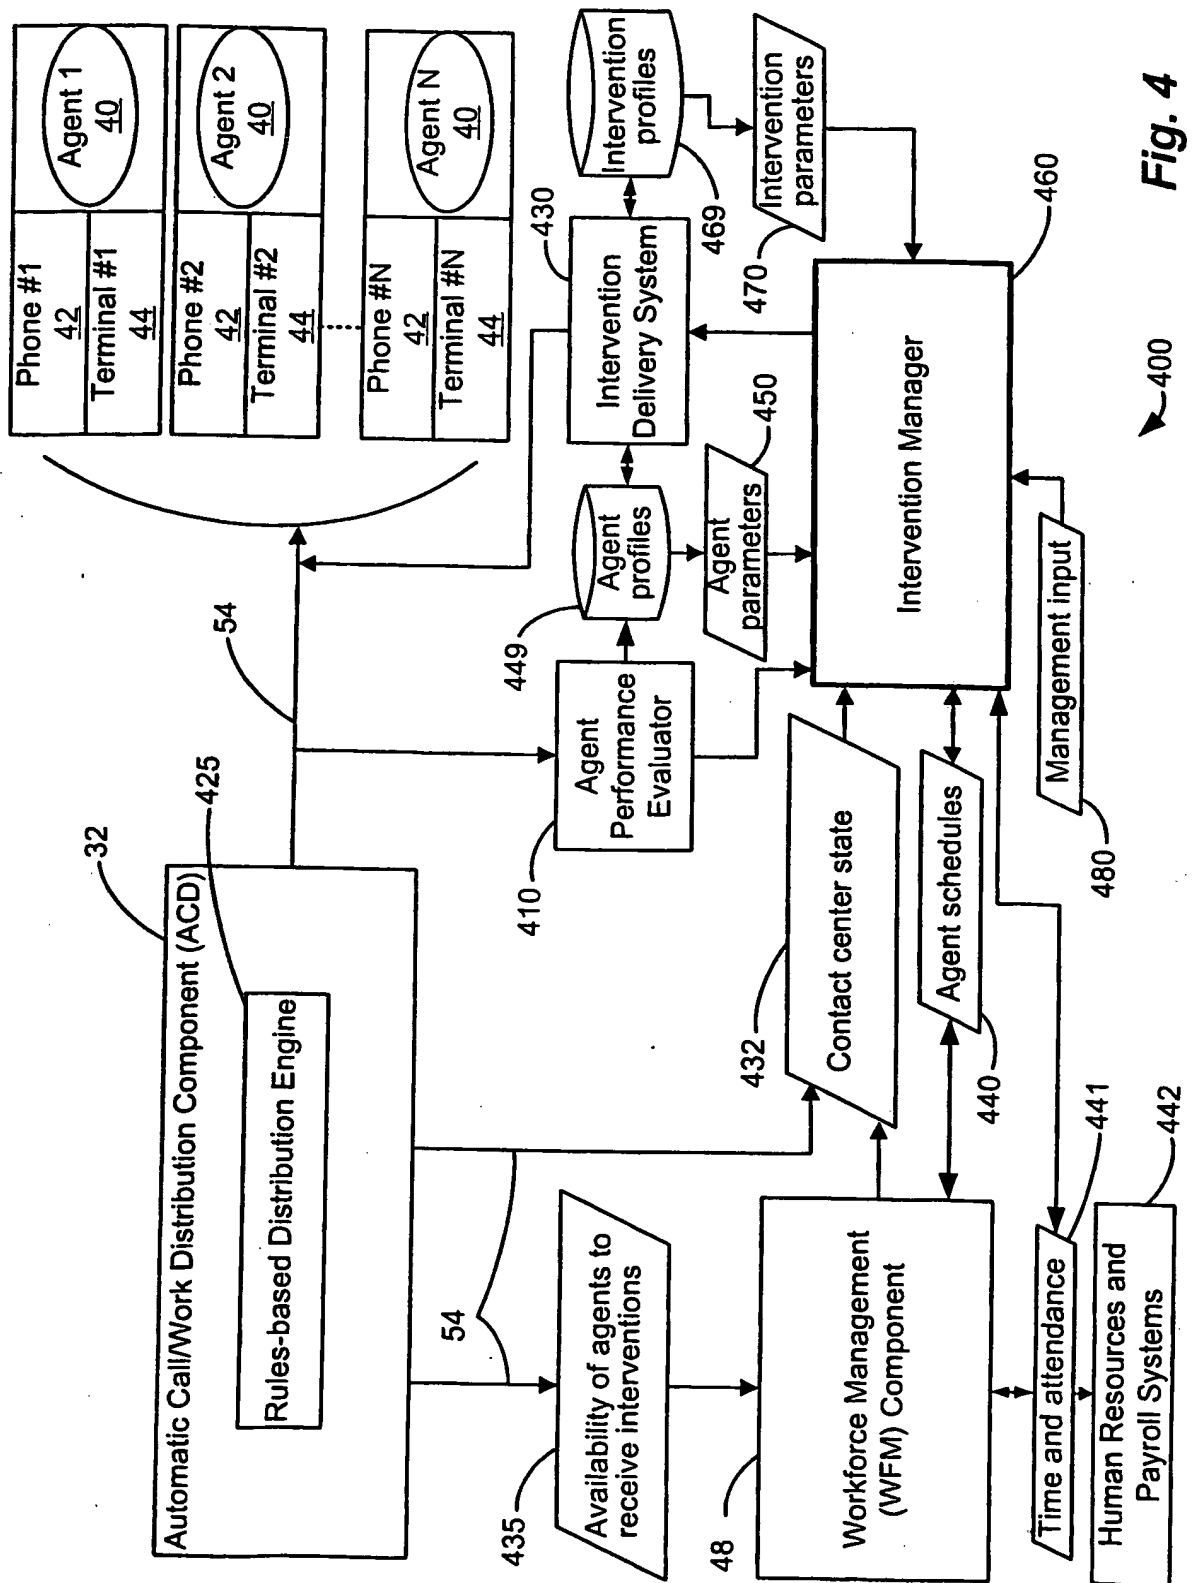 Automatic Call/Work Distribution Component (ACD)
32
Rules-based Distribution Engine
425
54
Phone #1
42
Terminal #1
44
Agent 1
40
Phone #2
42
Terminal #2
44
Agent 2
40
Phone #N
42
Terminal #N
44
Agent N
40
54
435
Availability of agents to
receive interventions
410
Agent
Performance
Evaluator
449
Agent
profiles
430
Intervention
Delivery System
Intervention
profiles
469
Agent
parameters
450
470
Intervention
parameters
48
Workforce Management
(WFM) Component
432
Contact center state
Agent schedules
440
Intervention Manager
460
Time and attendance
441
Human Resources and
Payroll Systems
442
480
Management input
400
Fig. 4